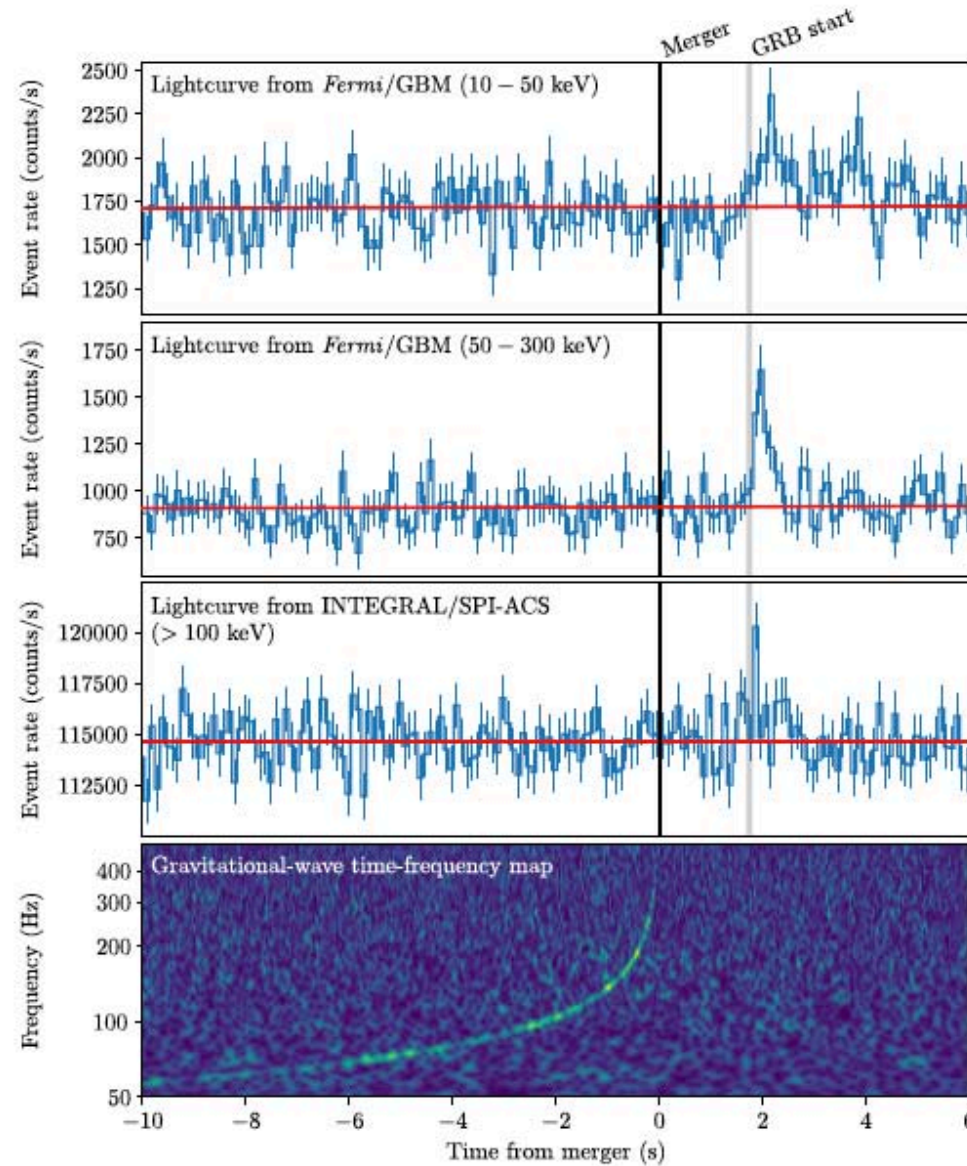 Merger
GRB start
Event rate (counts/s)
2500
2250
2000
1750
1500
1250
Lightcurve from Fermi/GBM (10 − 50 keV)
Event rate (counts/s)
1750
1500
1250
1000
750
Lightcurve from Fermi/GBM (50 − 300 keV)
Event rate (counts/s)
120000
117500
115000
112500
Lightcurve from INTEGRAL/SPI-ACS
(> 100 keV)
Frequency (Hz)
400
300
200
100
50
Gravitational-wave time-frequency map
−10 −8 −6 −4 −2 0 2 4 6
Time from merger (s)